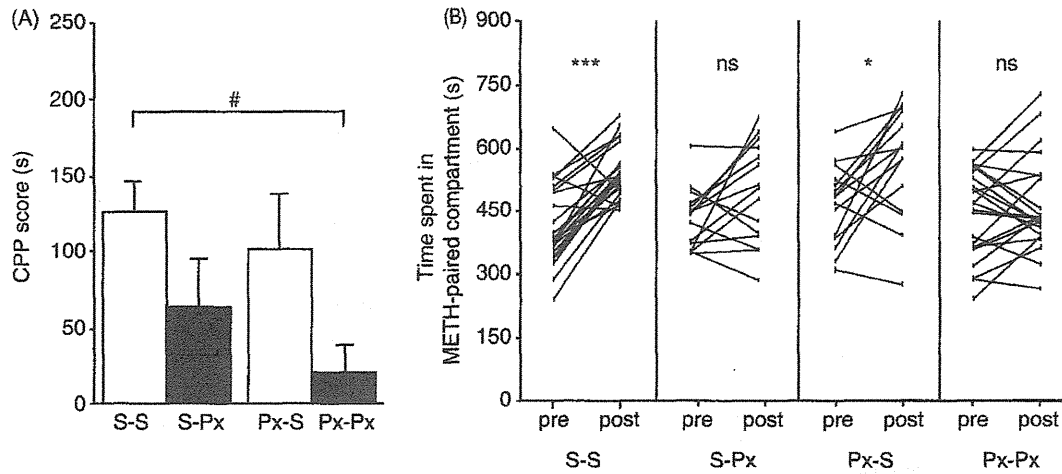 (A)
250
200
150
100
50
0
CPP score (s)
#
S-S S-Px Px-S Px-Px
(B)
900
750
600
450
300
150
0
Time spent in
METH-paired compartment (s)
*** ns * ns
pre post pre post pre post pre post
S-S S-Px Px-S Px-Px